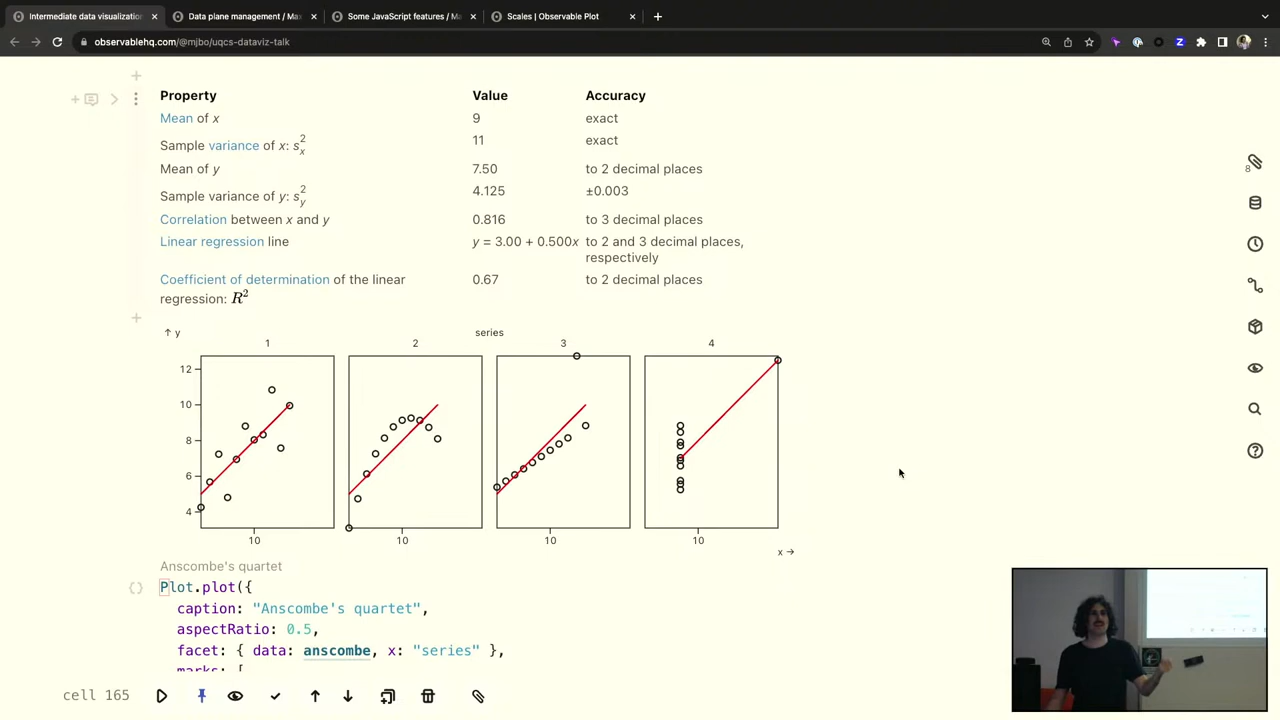 Intermediate data visualizatio
Data plane management / Max
Some JavaScript features / Ma
Scales | Observable Plot
observablehq.com/@mjbo/uqcs-dataviz-talk
Property Value Accuracy
Mean of x 9 exact
Sample variance of x: s²ₓ 11 exact
Mean of y 7.50 to 2 decimal places
Sample variance of y: s²y 4.125 ±0.003
Correlation between x and y 0.816 to 3 decimal places
Linear regression line y = 3.00 + 0.500x to 2 and 3 decimal places,
respectively
Coefficient of determination of the linear 0.67 to 2 decimal places
regression: R²
↑ y series
1 2 3 4
12
10
8
6
4
10 10 10 10
x →
Anscombe's quartet
Plot.plot({
caption: "Anscombe's quartet",
aspectRatio: 0.5,
facet: { data: anscombe, x: "series" },
marks: [
cell 165
8